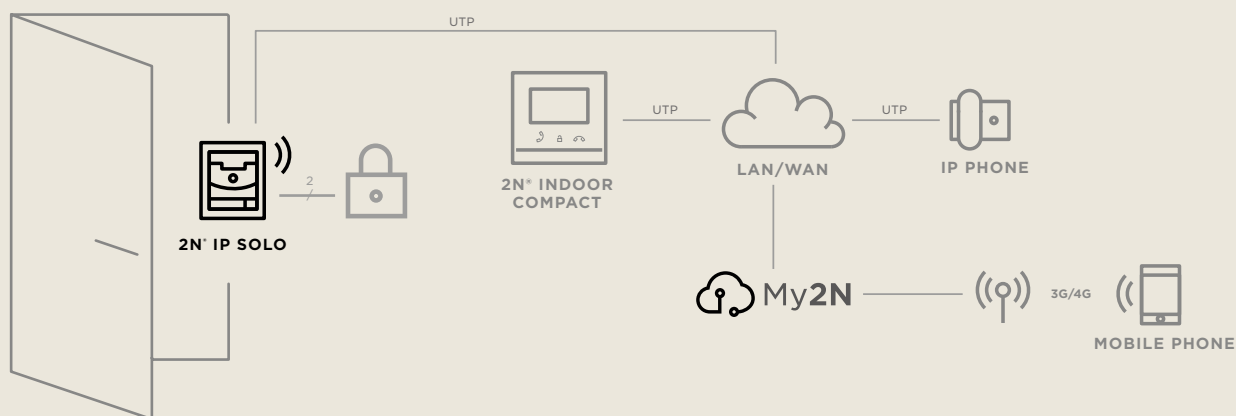 UTP
UTP
UTP
2
LAN/WAN
IP PHONE
2N® INDOOR
COMPACT
2N® IP SOLO
My2N
3G/4G
MOBILE PHONE